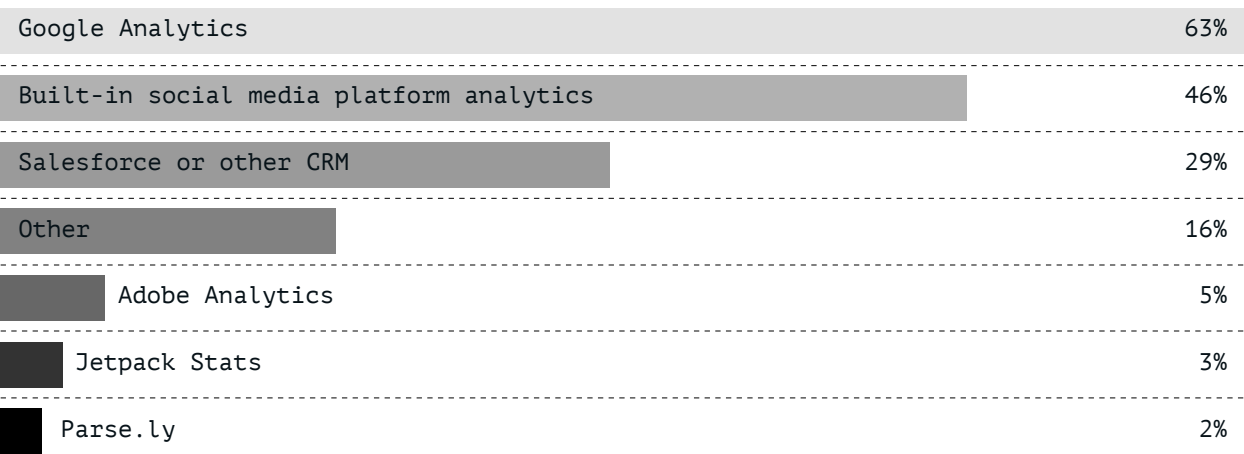 Google Analytics 63%
Built-in social media platform analytics 46%
Salesforce or other CRM 29%
Other 16%
Adobe Analytics 5%
Jetpack Stats 3%
Parse.ly 2%